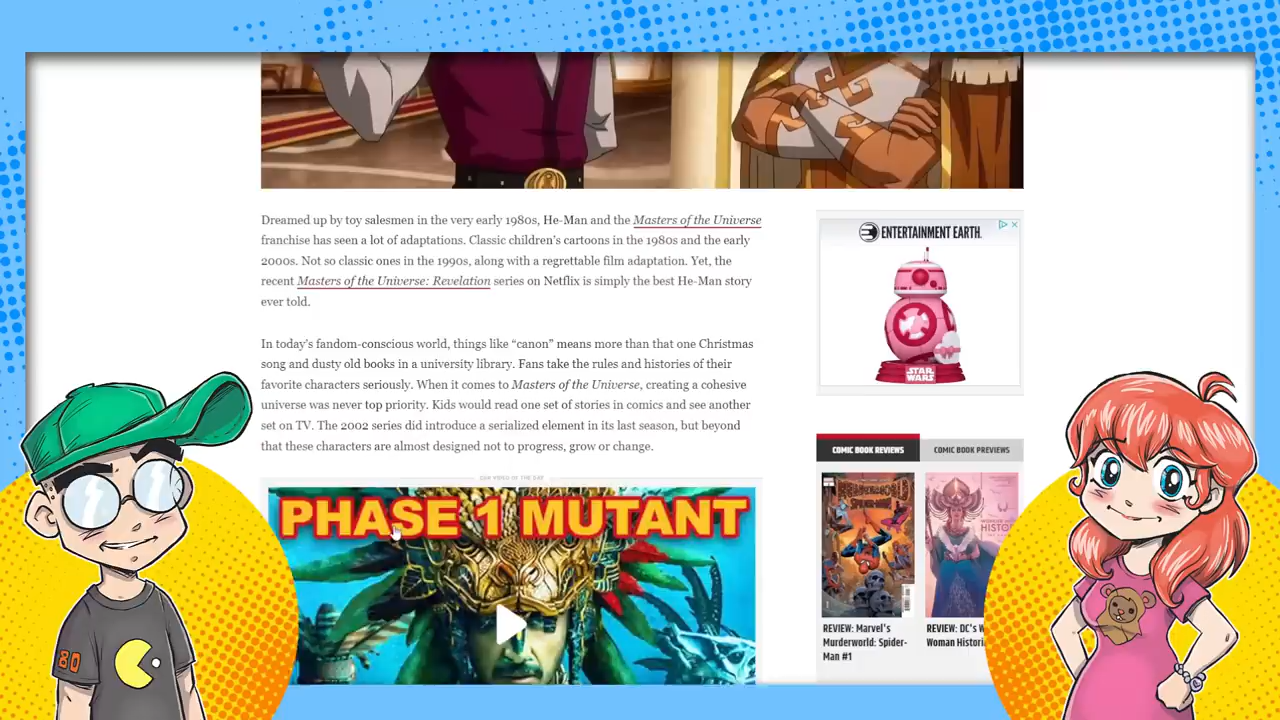 Dreamed up by toy salesmen in the very early 1980s, He-Man and the Masters of the Universe
franchise has seen a lot of adaptations. Classic children's cartoons in the 1980s and the early
2000s. Not so classic ones in the 1990s, along with a regrettable film adaptation. Yet, the
recent Masters of the Universe: Revelation series on Netflix is simply the best He-Man story
ever told.
In today's fandom-conscious world, things like “canon” means more than that one Christmas
song and dusty old books in a university library. Fans take the rules and histories of their
favorite characters seriously. When it comes to Masters of the Universe, creating a cohesive
universe was never top priority. Kids would read one set of stories in comics and see another
set on TV. The 2002 series did introduce a serialized element in its last season, but beyond
that these characters are almost designed not to progress, grow or change.
OUR VIDEO OF THE DAY
PHASE 1 MUTANT
ENTERTAINMENT EARTH.
STAR
WARS
COMIC BOOK REVIEWS
COMIC BOOK PREVIEWS
REVIEW: Marvel's
Murderworld: Spider-
Man #1
REVIEW: DC's W
Woman Histori
80